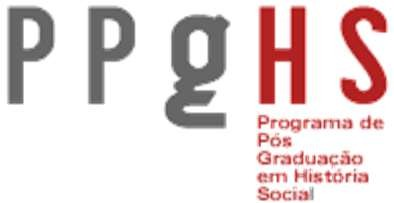 PPgHS
Programa de
Pós
Graduação
em História
Social